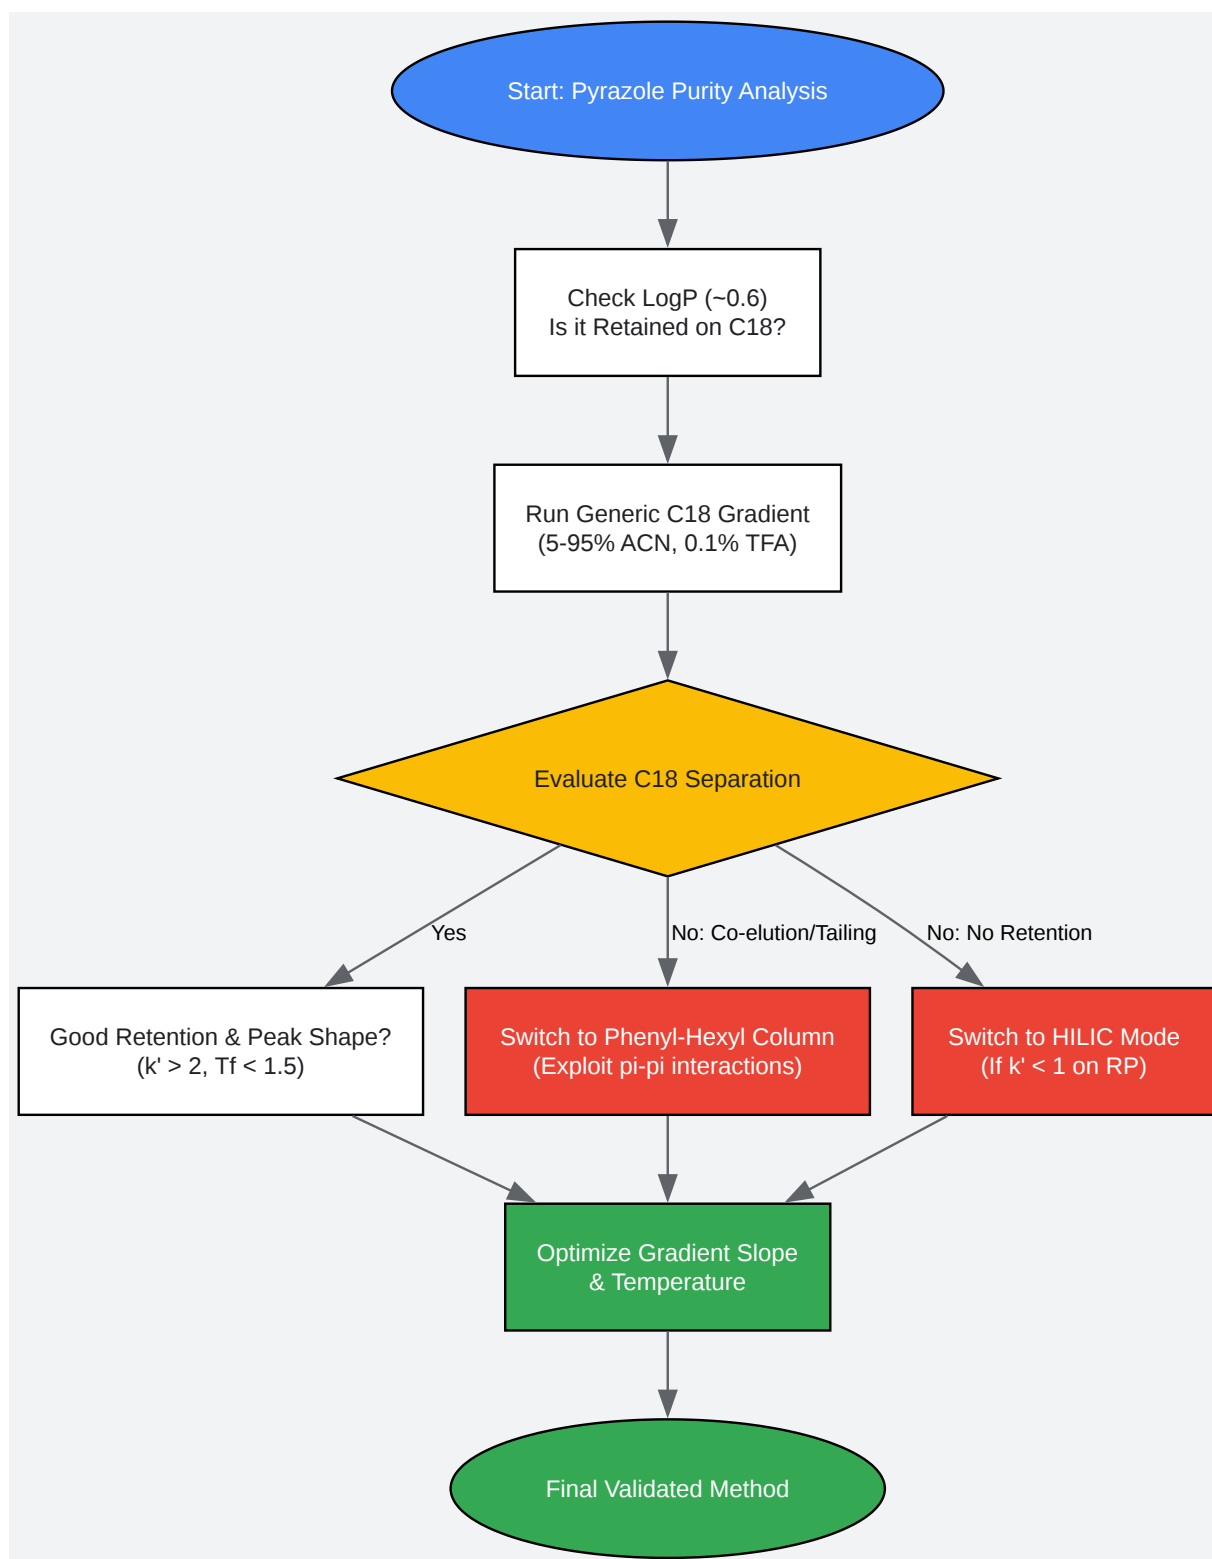 Start: Pyrazole Purity Analysis
Check LogP (~0.6)
Is it Retained on C18?
Run Generic C18 Gradient
(5-95% ACN, 0.1% TFA)
Evaluate C18 Separation
Yes
No: Co-elution/Tailing
No: No Retention
Good Retention & Peak Shape?
(k' > 2, Tf < 1.5)
Switch to Phenyl-Hexyl Column
(Exploit pi-pi interactions)
Switch to HILIC Mode
(If k' < 1 on RP)
Optimize Gradient Slope
& Temperature
Final Validated Method